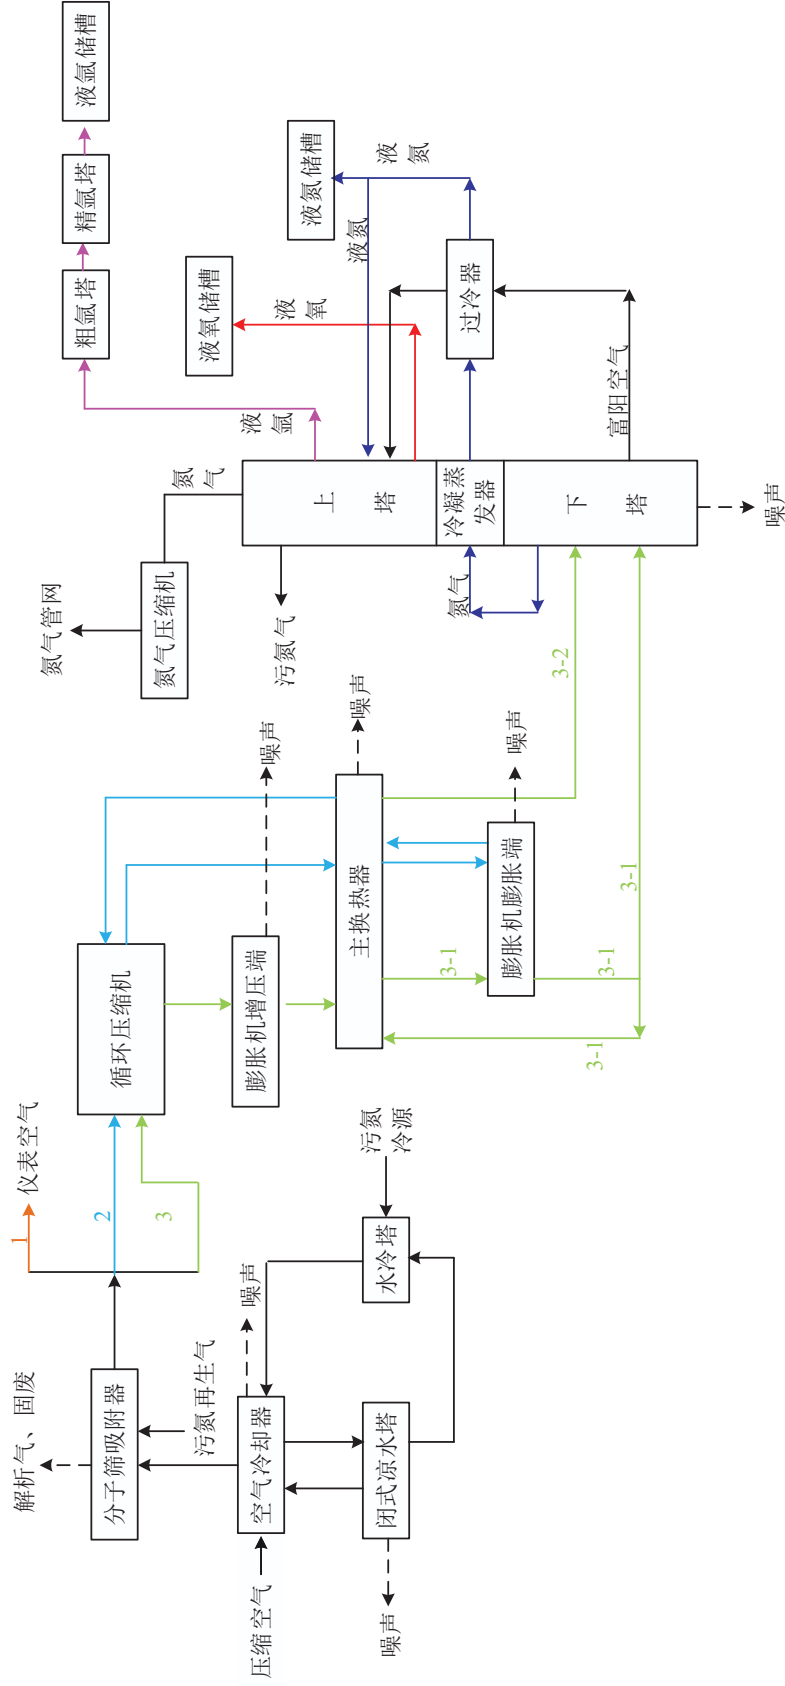 压缩空气
空气冷却器
噪声
闭式凉水塔
噪声
水冷塔
污氮
冷源
分子筛吸附器
解析气、固废
污氮再生气
1
仪表空气
2
3
循环压缩机
膨胀机增压端
噪声
主换热器
噪声
3-1
膨胀机膨胀端
噪声
3-1
3-1
3-1
3-2
氮气管网
氮气压缩机
氮
气
污氮气
氮气
上
塔
冷凝蒸
发器
下
塔
噪声
富阳空气
过冷器
液
氮
液氮
液氮储槽
液
氧
液氧储槽
液
氩
粗氩塔
精氩塔
液氩储槽